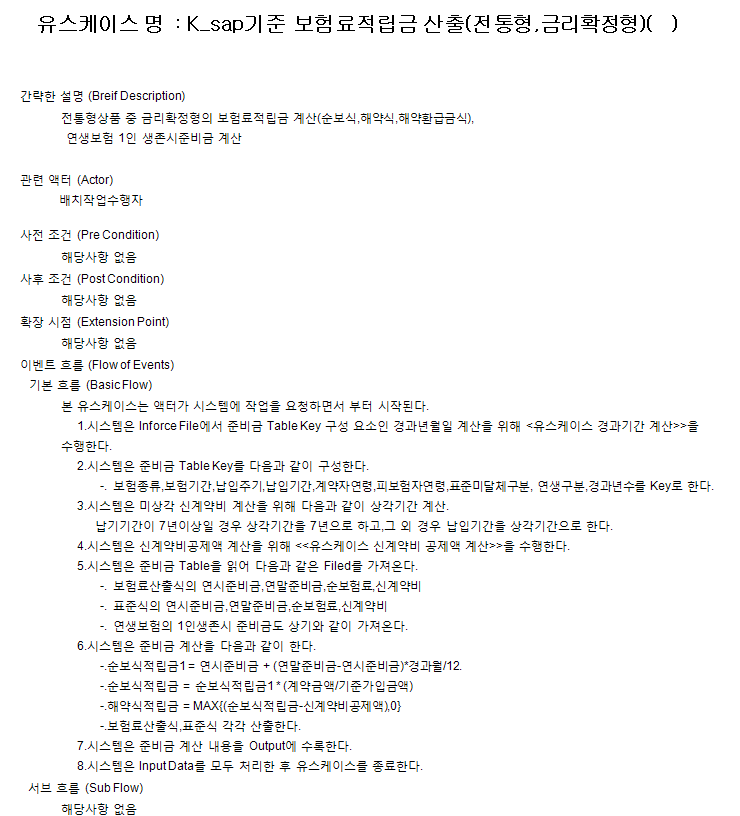 유스케이스 명 : K_sap기준 보험료적립금 산출(전통형,금리확정형)( )
간략한 설명 (Breif Description)
전통형상품 중 금리확정형의 보험료적립금 계산(순보식,해약식,해약환급금식),
연생보험 1인 생존시준비금 계산
관련 액터 (Actor)
배치작업수행자
사전 조건 (Pre Condition)
해당사항 없음
사후 조건 (Post Condition)
해당사항 없음
확장 시점 (Extension Point)
해당사항 없음
이벤트 흐름 (Flow of Events)
기본 흐름 (Basic Flow)
본 유스케이스는 액터가 시스템에 작업을 요청하면서 부터 시작된다.
1.시스템은 Inforce File에서 준비금 Table Key 구성 요소인 경과년월일 계산을 위해 <유스케이스 경과기간 계산>>을
수행한다.
2.시스템은 준비금 Table Key를 다음과 같이 구성한다.
-. 보험종류,보험기간,납입주기,납입기간,계약자연령,피보험자연령,표준미달체구분, 연생구분,경과년수를 Key로 한다.
3.시스템은 미상각 신계약비 계산을 위해 다음과 같이 상각기간 계산.
납기기간이 7년이상일 경우 상각기간을 7년으로 하고,그 외 경우 납입기간을 상각기간으로 한다.
4.시스템은 신계약비공제액 계산을 위해 <<유스케이스 신계약비 공제액 계산>>을 수행한다.
5.시스템은 준비금 Table을 읽어 다음과 같은 Filed를 가져온다.
-. 보험료산출식의 연시준비금,연말준비금,순보험료,신계약비
-. 표준식의 연시준비금,연말준비금,순보험료,신계약비
-. 연생보험의 1인생존시 준비금도 상기와 같이 가져온다.
6.시스템은 준비금 계산을 다음과 같이 한다.
-.순보식적립금1 = 연시준비금 + (연말준비금-연시준비금)*경과월/12.
-.순보식적립금 = 순보식적립금1 * (계약금액/기준가입금액)
-.해약식적립금 = MAX{(순보식적립금-신계약비공제액),0}
-.보험료산출식,표준식 각각 산출한다.
7.시스템은 준비금 계산 내용을 Output에 수록한다.
8.시스템은 Input Data를 모두 처리한 후 유스케이스를 종료한다.
서브 흐름 (Sub Flow)
해당사항 없음